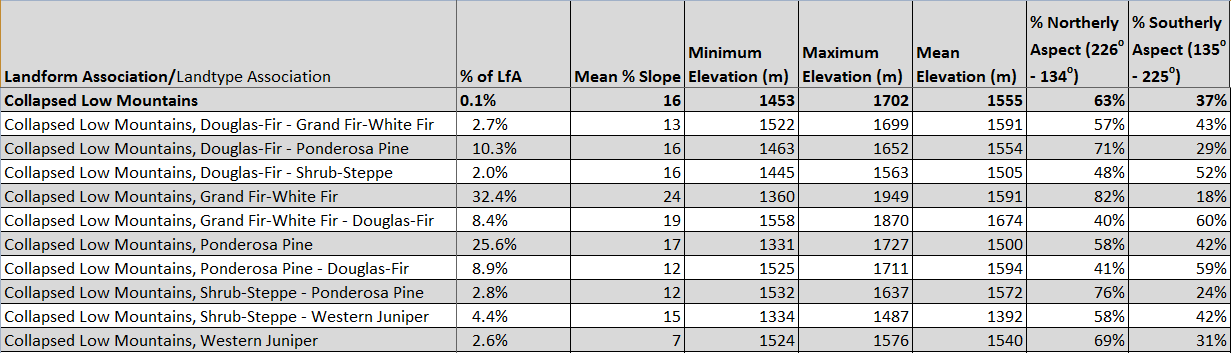 Landform Association/Landtype Association | % of LfA | Mean % Slope | Minimum Elevation (m) | Maximum Elevation (m) | Mean Elevation (m) | % Northerly Aspect (226° - 134°) | % Southerly Aspect (135° - 225°)
Collapsed Low Mountains | 0.1% | 16 | 1453 | 1702 | 1555 | 63% | 37%
Collapsed Low Mountains, Douglas-Fir - Grand Fir-White Fir | 2.7% | 13 | 1522 | 1699 | 1591 | 57% | 43%
Collapsed Low Mountains, Douglas-Fir - Ponderosa Pine | 10.3% | 16 | 1463 | 1652 | 1554 | 71% | 29%
Collapsed Low Mountains, Douglas-Fir - Shrub-Steppe | 2.0% | 16 | 1445 | 1563 | 1505 | 48% | 52%
Collapsed Low Mountains, Grand Fir-White Fir | 32.4% | 24 | 1360 | 1949 | 1591 | 82% | 18%
Collapsed Low Mountains, Grand Fir-White Fir - Douglas-Fir | 8.4% | 19 | 1558 | 1870 | 1674 | 40% | 60%
Collapsed Low Mountains, Ponderosa Pine | 25.6% | 17 | 1331 | 1727 | 1500 | 58% | 42%
Collapsed Low Mountains, Ponderosa Pine - Douglas-Fir | 8.9% | 12 | 1525 | 1711 | 1594 | 41% | 59%
Collapsed Low Mountains, Shrub-Steppe - Ponderosa Pine | 2.8% | 12 | 1532 | 1637 | 1572 | 76% | 24%
Collapsed Low Mountains, Shrub-Steppe - Western Juniper | 4.4% | 15 | 1334 | 1487 | 1392 | 58% | 42%
Collapsed Low Mountains, Western Juniper | 2.6% | 7 | 1524 | 1576 | 1540 | 69% | 31%